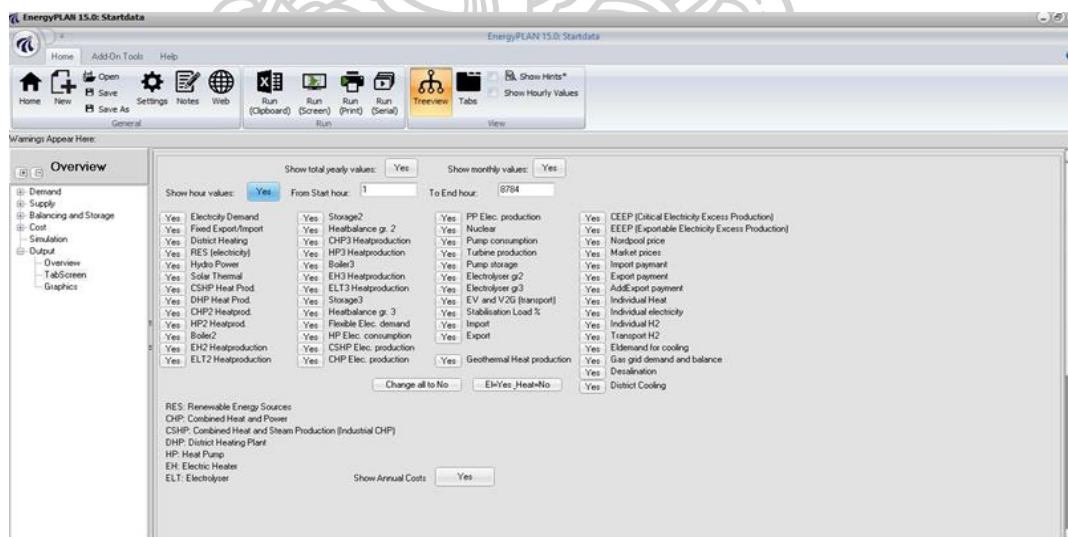 EnergyPLAN 15.0: Startdata
EnergyPLAN 15.0: Startdata
Home Add-On Tools Help
Home New Open Save Save As Settings Notes Web
General
Run (Clipboard) Run (Screen) Run (Print) Run (Serial)
Run
Treeview Tabs Show Hints* Show Hourly Values
View
Warnings Appear Here:
Overview
Demand
Supply
Balancing and Storage
Cost
Simulation
Output
Overview
TabScreen
Graphics
Show total yearly values: Yes Show monthly values: Yes
Show hour values: Yes From Start hour: 1 To End hour: 8784
Yes Electricity Demand
Yes Fixed Export/Import
Yes District Heating
Yes RES (electricity)
Yes Hydro Power
Yes Solar Thermal
Yes CSHP Heat Prod.
Yes DHP Heat Prod.
Yes CHP2 Heatprod.
Yes HP2 Heatprod.
Yes Boiler2
Yes EH2 Heatproduction
Yes ELT2 Heatproduction
Yes Storage2
Yes Heatbalance gr. 2
Yes CHP3 Heatproduction
Yes HP3 Heatproduction
Yes Boiler3
Yes EH3 Heatproduction
Yes ELT3 Heatproduction
Yes Storage3
Yes Heatbalance gr. 3
Yes Flexible Elec. demand
Yes HP Elec. consumption
Yes CSHP Elec. production
Yes CHP Elec. production
Yes PP Elec. production
Yes Nuclear
Yes Pump consumption
Yes Turbine production
Yes Pump storage
Yes Electrolyser gr2
Yes Electrolyser gr3
Yes EV and V2G (transport)
Yes Stabilisation Load %
Yes Import
Yes Export
Yes Geothermal Heat production
Yes CEEP (Critical Electricity Excess Production)
Yes EEEP (Exportable Electricity Excess Production)
Yes Nordpool price
Yes Market prices
Yes Import paymant
Yes Export payment
Yes AddExport payment
Yes Individual Heat
Yes Individual electricity
Yes Individual H2
Yes Transport H2
Yes Eldemand for cooling
Yes Gas grid demand and balance
Yes Desalination
Yes District Cooling
Change all to No El=Yes_Heat=No
RES: Renewable Energy Sources
CHP: Combined Heat and Power
CSHP: Combined Heat and Steam Production (Industrial CHP)
DHP: District Heating Plant
HP: Heat Pump
EH: Electric Heater
ELT: Electrolyser
Show Annual Costs Yes